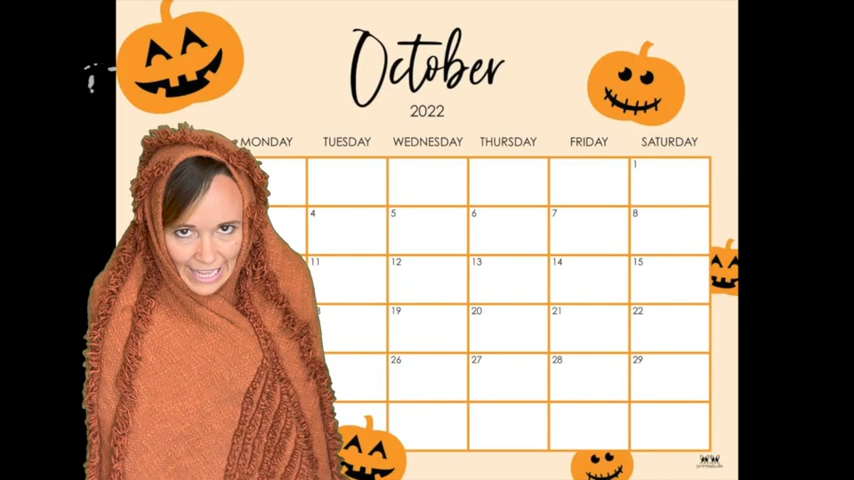 October
2022
MONDAY TUESDAY WEDNESDAY THURSDAY FRIDAY SATURDAY
1
4 5 6 7 8
11 12 13 14 15
19 20 21 22
26 27 28 29